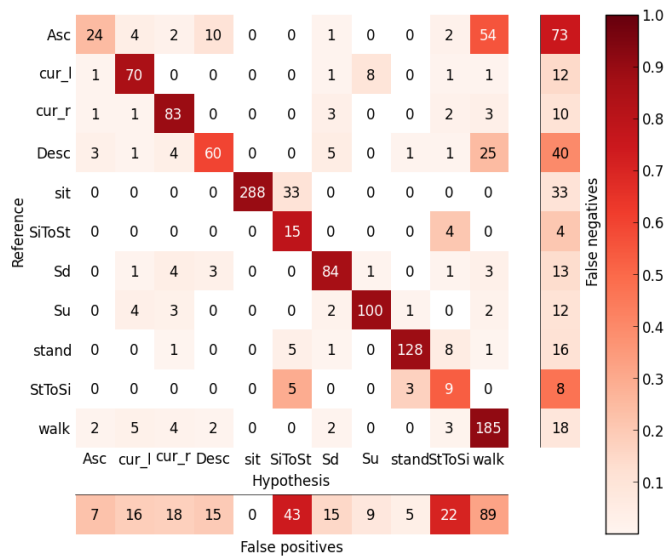 Asc 24 4 2 10 0 0 1 0 0 2 54 73
cur_l 1 70 0 0 0 0 1 8 0 1 1 12
cur_r 1 1 83 0 0 0 3 0 0 2 3 10
Desc 3 1 4 60 0 0 5 0 1 1 25 40
sit 0 0 0 0 288 33 0 0 0 0 0 33
SiToSt 0 0 0 0 0 15 0 0 0 4 0 4
Sd 0 1 4 3 0 0 84 1 0 1 3 13
Su 0 4 3 0 0 0 2 100 1 0 2 12
stand 0 0 1 0 0 5 1 0 128 8 1 16
StToSi 0 0 0 0 0 5 0 0 3 9 0 8
walk 2 5 4 2 0 0 2 0 0 3 185 18
Asc cur_l cur_r Desc sit SiToSt Sd Su stand StToSi walk
Hypothesis
7 16 18 15 0 43 15 9 5 22 89
False positives
Reference
False negatives
1.0
0.9
0.8
0.7
0.6
0.5
0.4
0.3
0.2
0.1
0.0